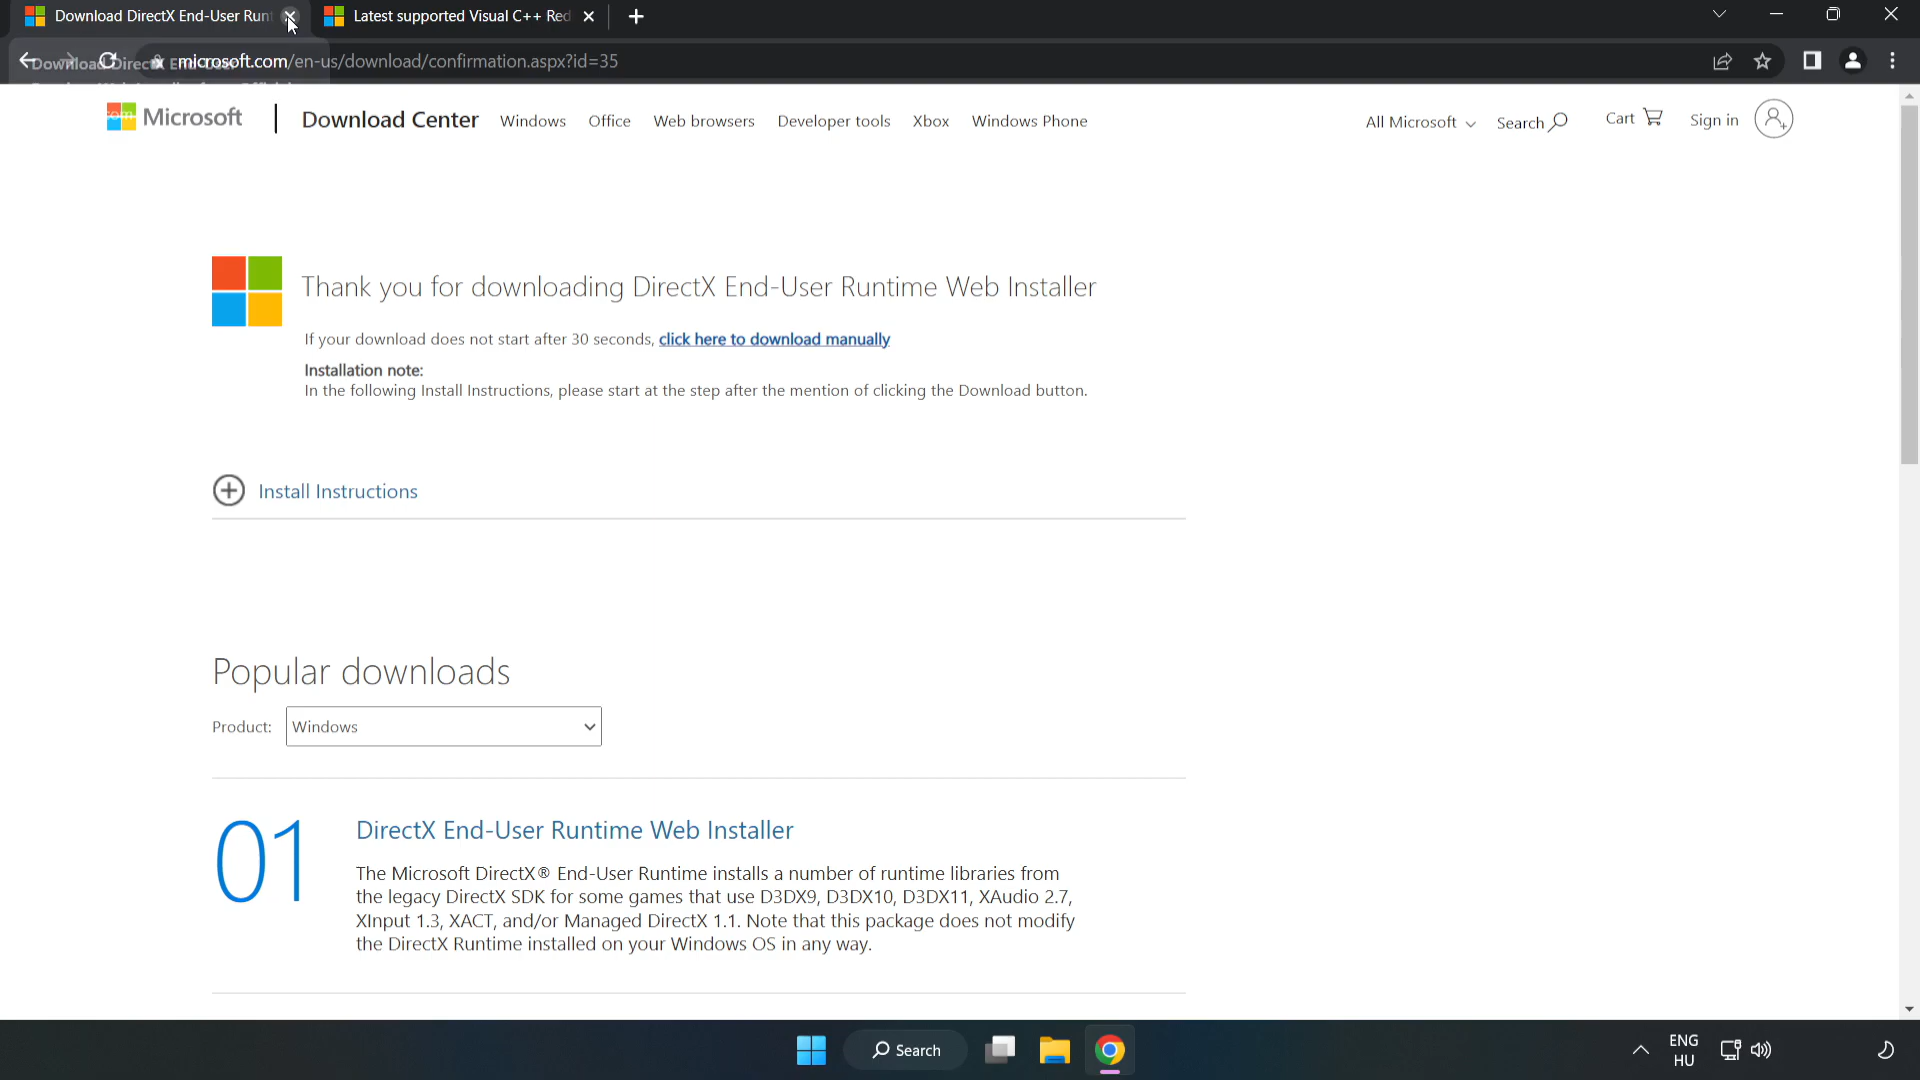 Download DirectX End-User Runt
Latest supported Visual C++ Red
microsoft.com/en-us/download/confirmation.aspx?id=35
Download DirectX End-User
Microsoft
Download Center
Windows
Office
Web browsers
Developer tools
Xbox
Windows Phone
All Microsoft
Search
Cart
Sign in
Thank you for downloading DirectX End-User Runtime Web Installer
If your download does not start after 30 seconds, click here to download manually
Installation note:
In the following Install Instructions, please start at the step after the mention of clicking the Download button.
Install Instructions
Popular downloads
Product:
Windows
01
DirectX End-User Runtime Web Installer
The Microsoft DirectX® End-User Runtime installs a number of runtime libraries from
the legacy DirectX SDK for some games that use D3DX9, D3DX10, D3DX11, XAudio 2.7,
XInput 1.3, XACT, and/or Managed DirectX 1.1. Note that this package does not modify
the DirectX Runtime installed on your Windows OS in any way.
Search
ENG
HU